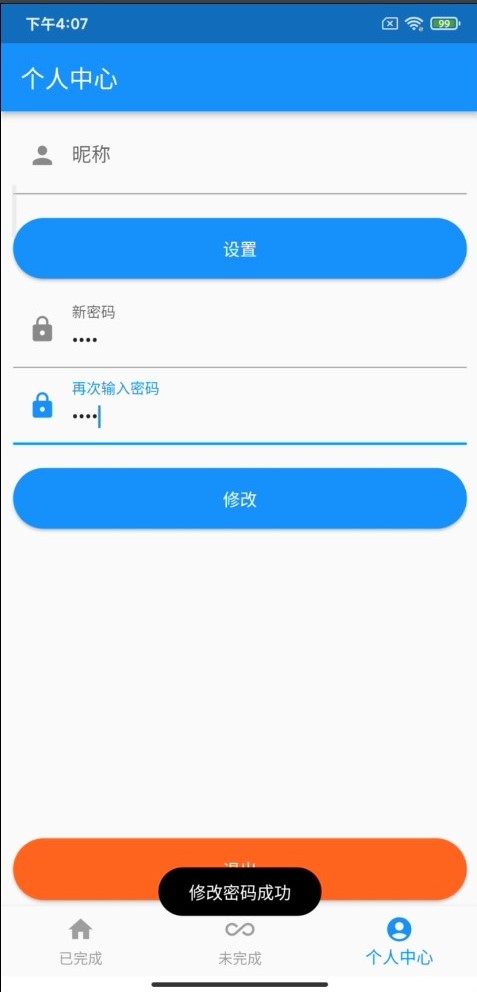 下午4:07
99
个人中心
昵称
设置
新密码
••••
再次输入密码
••••
修改
修改密码成功
已完成
未完成
个人中心